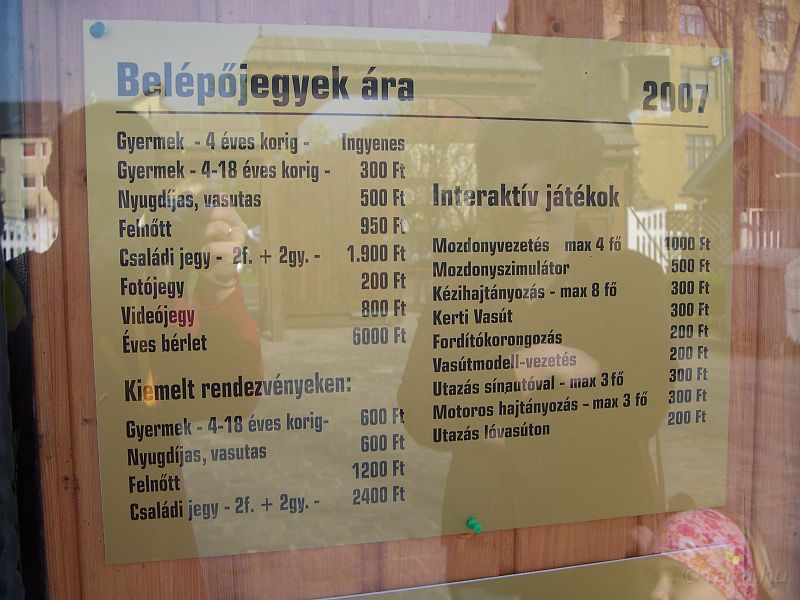 Belépőjegyek ára 2007
Gyermek - 4 éves korig - Ingyenes
Gyermek - 4-18 éves korig - 300 Ft
Nyugdíjas, vasutas 500 Ft
Felnőtt 950 Ft
Családi jegy - 2f. + 2gy. - 1.900 Ft
Fotójegy 200 Ft
Videójegy 800 Ft
Éves bérlet 6000 Ft
Kiemelt rendezvényeken:
Gyermek - 4-18 éves korig- 600 Ft
Nyugdíjas, vasutas 600 Ft
Felnőtt 1200 Ft
Családi jegy - 2f. + 2gy. - 2400 Ft
Interaktív játékok
Mozdonyvezetés max 4 fő 1000 Ft
Mozdonyszimulátor 500 Ft
Kézihajtányozás - max 8 fő 300 Ft
Kerti Vasút 300 Ft
Fordítókorongozás 200 Ft
Vasútmodell-vezetés 200 Ft
Utazás sínautóval - max 3 fő 300 Ft
Motoros hajtányozás - max 3 fő 300 Ft
Utazás lóvasúton 200 Ft